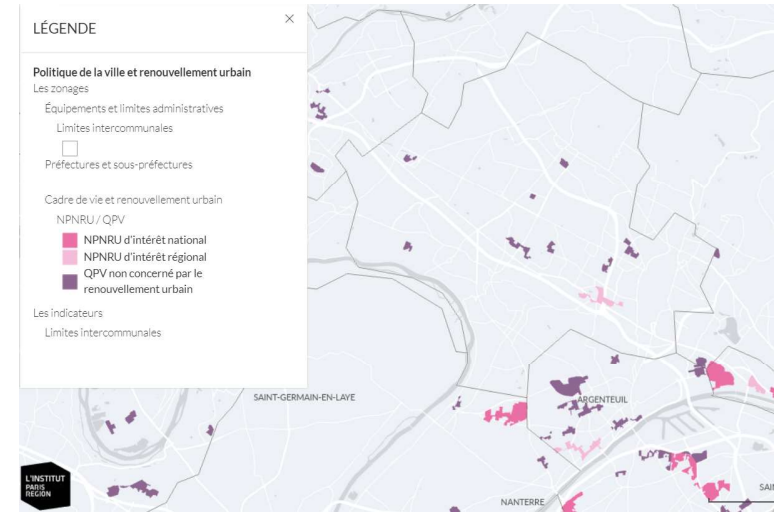 LÉGENDE
Politique de la ville et renouvellement urbain
Les zonages
Équipements et limites administratives
Limites intercommunales
Préfectures et sous-préfectures
Cadre de vie et renouvellement urbain
NPNRU / QPV
NPNRU d'intérêt national
NPNRU d'intérêt régional
QPV non concerné par le
renouvellement urbain
Les indicateurs
Limites intercommunales
SAINT-GERMAIN-EN-LAYE
ARGENTEUIL
L'INSTITUT
PARIS
REGION
NANTERRE
SAI